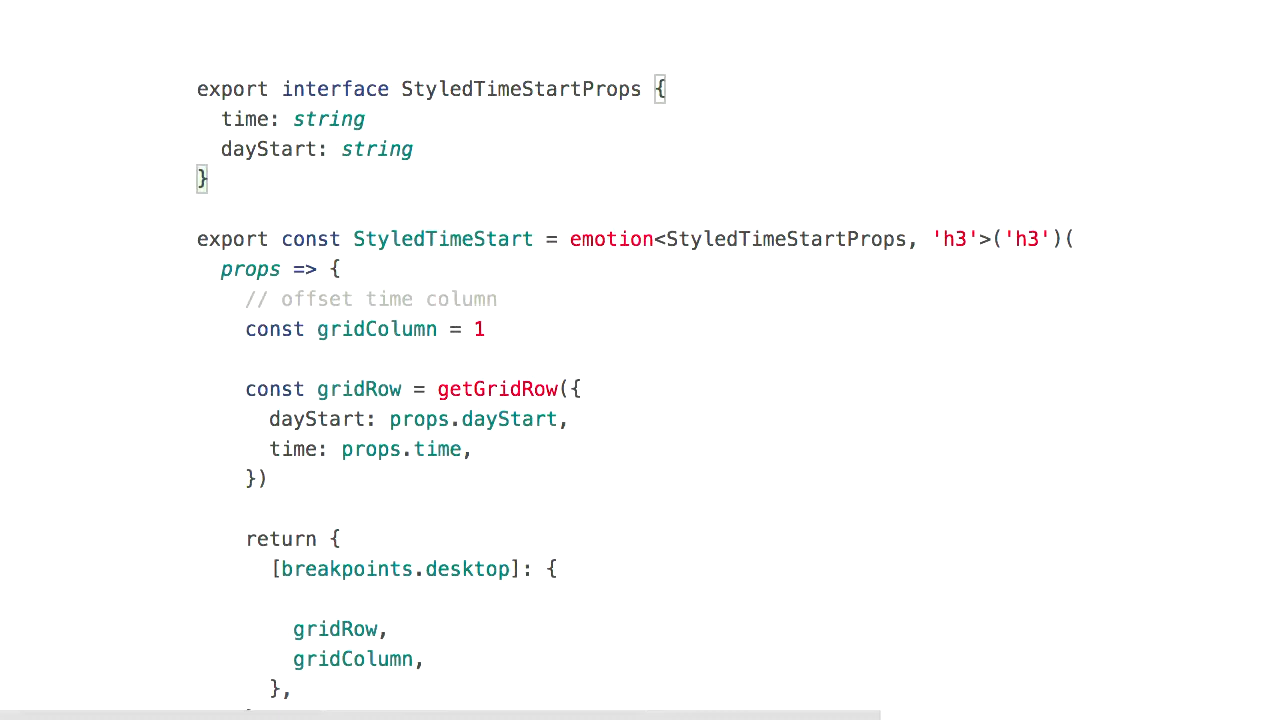 export interface StyledTimeStartProps {
  time: string
  dayStart: string
}

export const StyledTimeStart = emotion<StyledTimeStartProps, 'h3'>('h3')(
  props => {
    // offset time column
    const gridColumn = 1

    const gridRow = getGridRow({
      dayStart: props.dayStart,
      time: props.time,
    })

    return {
      [breakpoints.desktop]: {

        gridRow,
        gridColumn,
      },